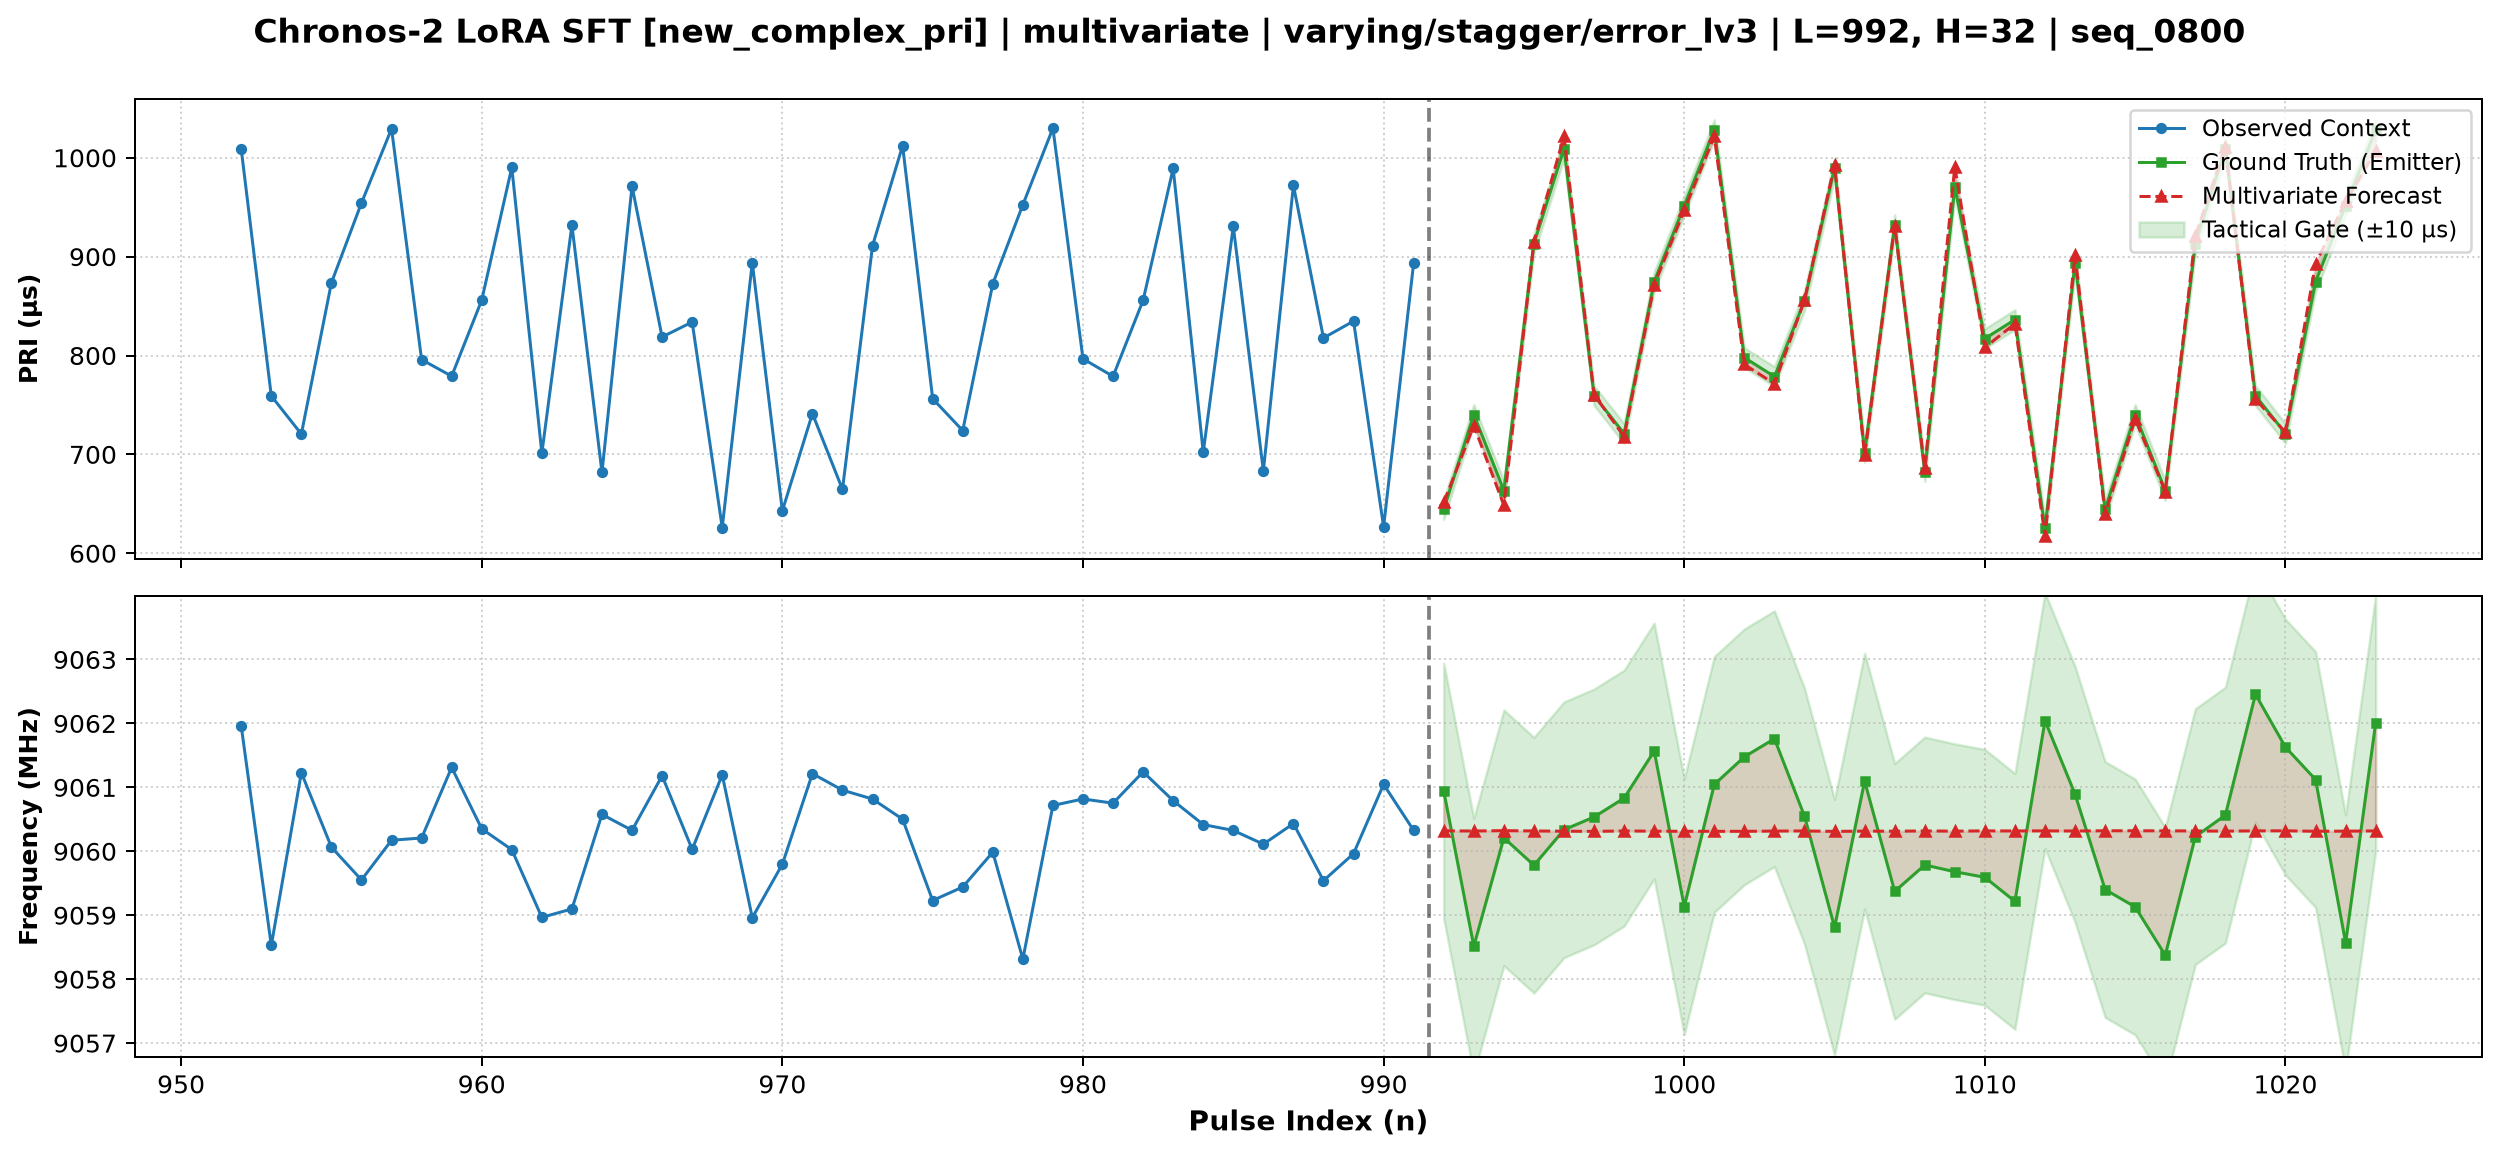 Chronos-2 LoRA SFT [new_complex_pri] | multivariate | varying/stagger/error_lv3 | L=992, H=32 | seq_0800
PRI (µs)
1000
900
800
700
600
Observed Context
Ground Truth (Emitter)
Multivariate Forecast
Tactical Gate (±10 µs)
Frequency (MHz)
9063
9062
9061
9060
9059
9058
9057
950 960 970 980 990 1000 1010 1020
Pulse Index (n)